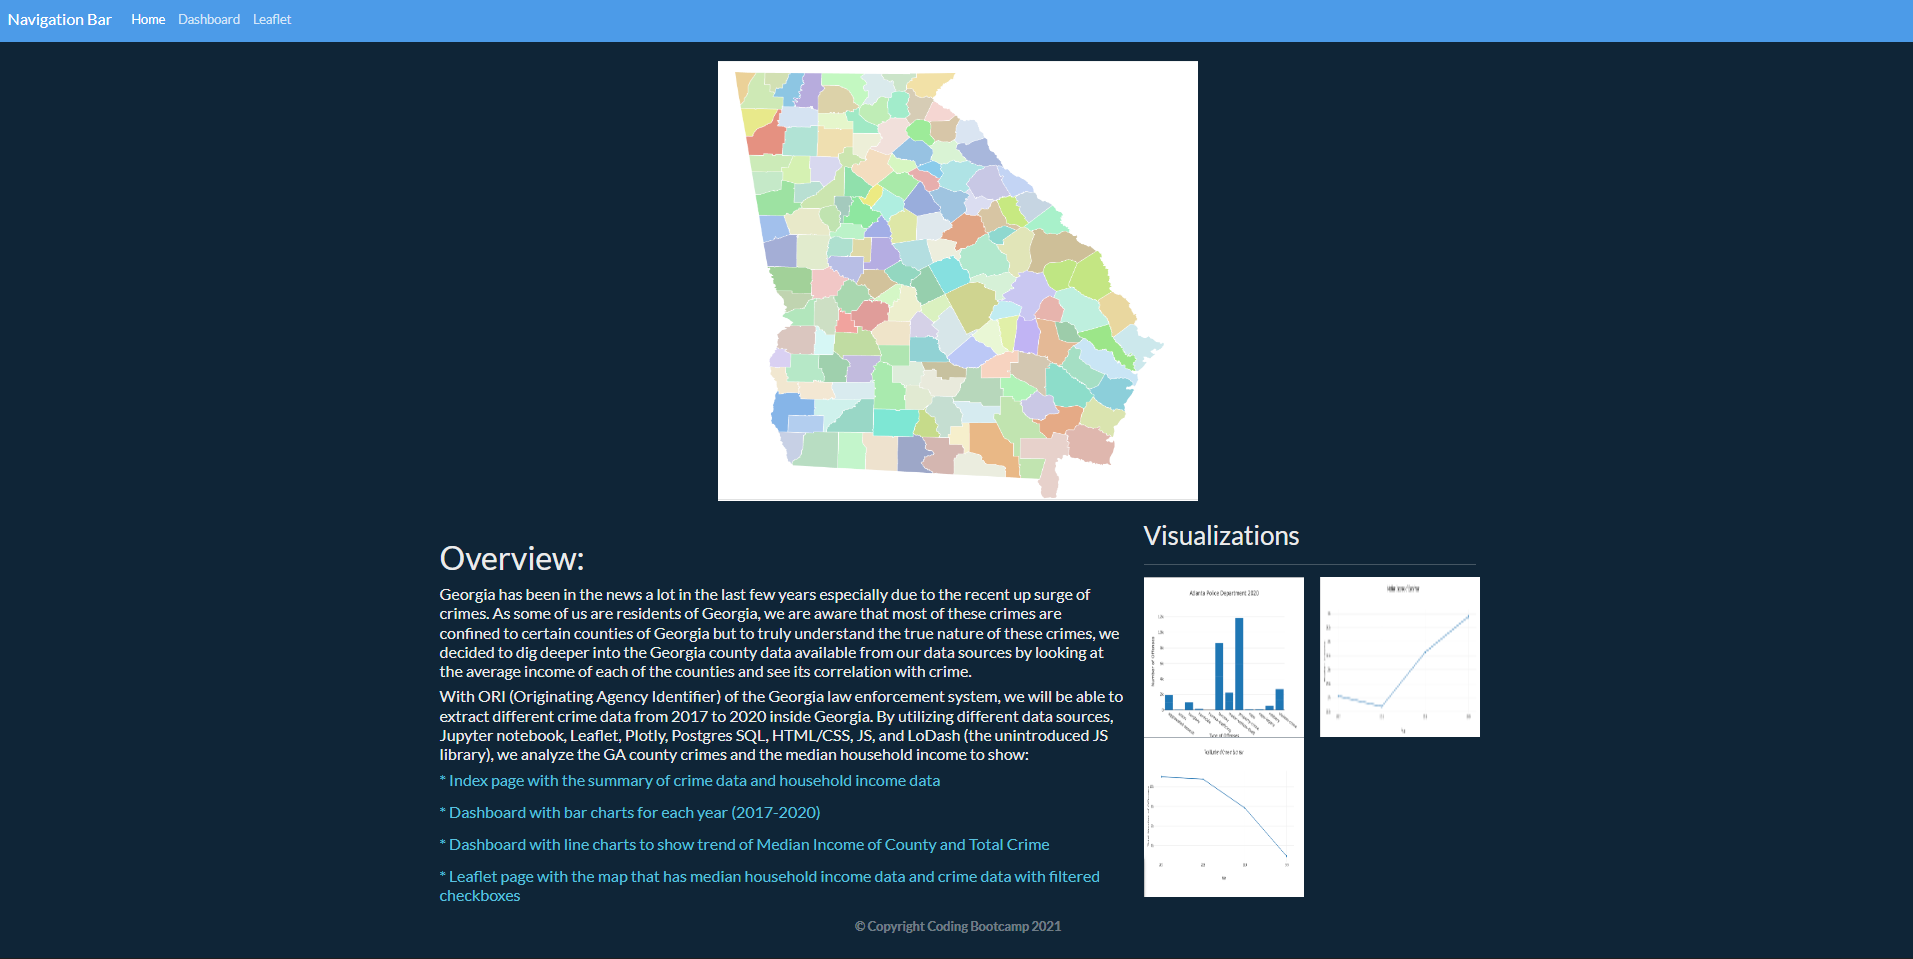 Navigation Bar Home Dashboard Leaflet
Overview:
Georgia has been in the news a lot in the last few years especially due to the recent up surge of
crimes. As some of us are residents of Georgia, we are aware that most of these crimes are
confined to certain counties of Georgia but to truly understand the true nature of these crimes, we
decided to dig deeper into the Georgia county data available from our data sources by looking at
the average income of each of the counties and see its correlation with crime.
With ORI (Originating Agency Identifier) of the Georgia law enforcement system, we will be able to
extract different crime data from 2017 to 2020 inside Georgia. By utilizing different data sources,
Jupyter notebook, Leaflet, Plotly, Postgres SQL, HTML/CSS, JS, and LoDash (the unintroduced JS
library), we analyze the GA county crimes and the median household income to show:
* Index page with the summary of crime data and household income data
* Dashboard with bar charts for each year (2017-2020)
* Dashboard with line charts to show trend of Median Income of County and Total Crime
* Leaflet page with the map that has median household income data and crime data with filtered
checkboxes
Visualizations
Atlanta Police Department 2020
Number of Offenses
Type of Offenses
© Copyright Coding Bootcamp 2021